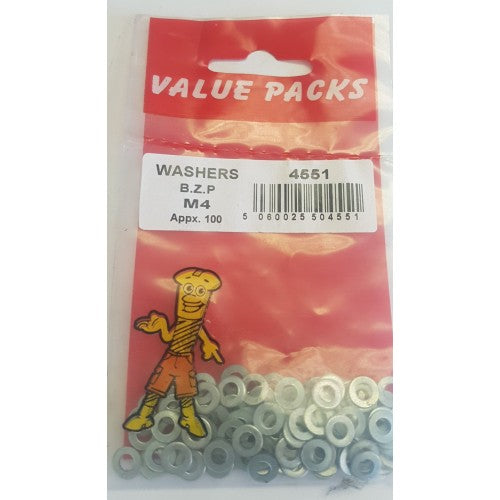 VALUE PACKS
WASHERS 4551
B.Z.P
M4
Appx. 100
5 060025 504551